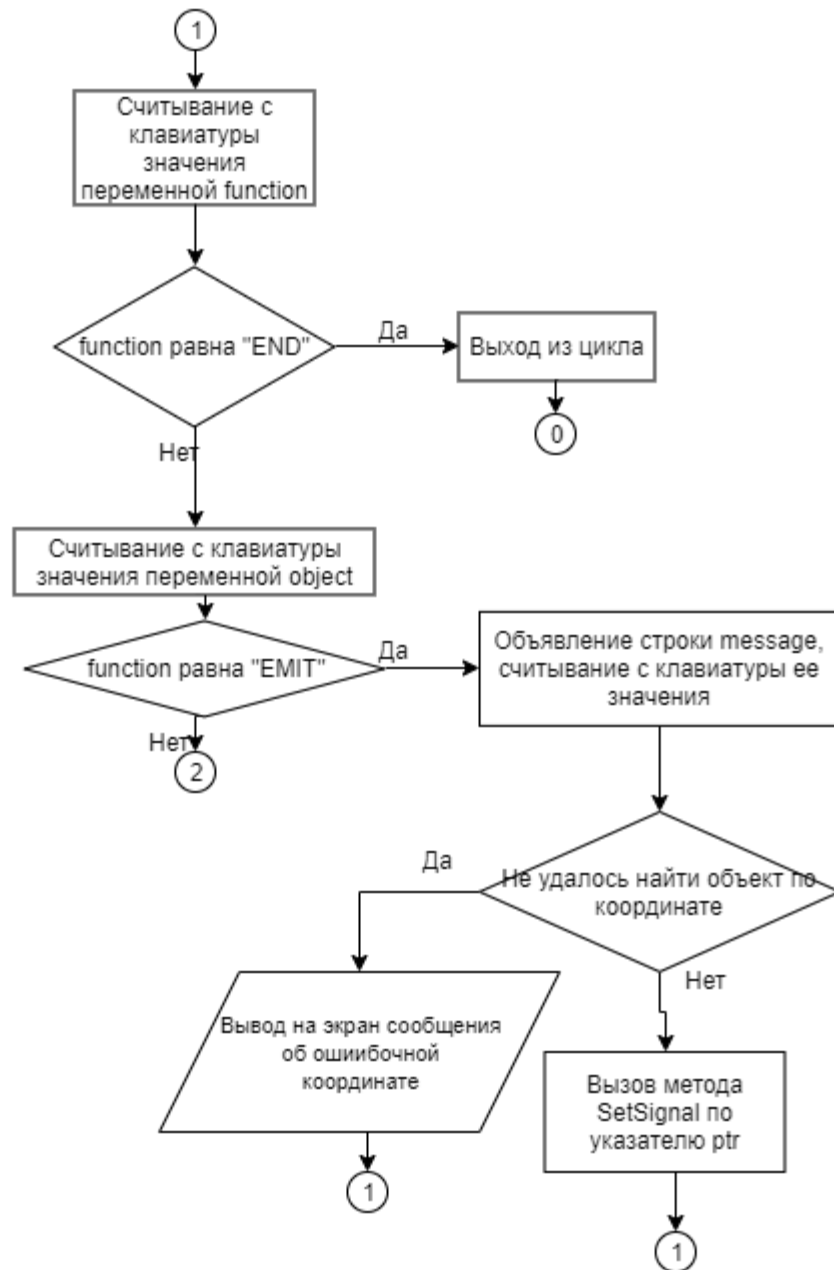 1
Считывание с
клавиатуры
значения
переменной function
function равна "END"
Да
Выход из цикла
0
Нет
Считывание с клавиатуры
значения переменной object
function равна "EMIT"
Да
Объявление строки message,
считывание с клавиатуры ее
значения
Нет
2
Не удалось найти объект по
координате
Да
Нет
Вывод на экран сообщения
об ошиибочной
координате
1
Вызов метода
SetSignal по
указателю ptr
1